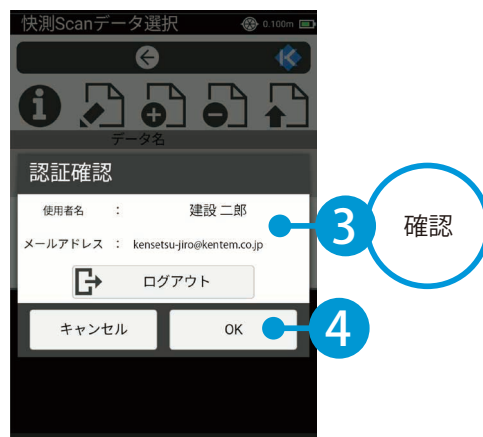 快測Scanデータ選択 0.100m
データ名
認証確認
使用者名 : 建設 二郎
メールアドレス : kensetsu-jiro@kentem.co.jp
ログアウト
キャンセル OK
3 確認
4